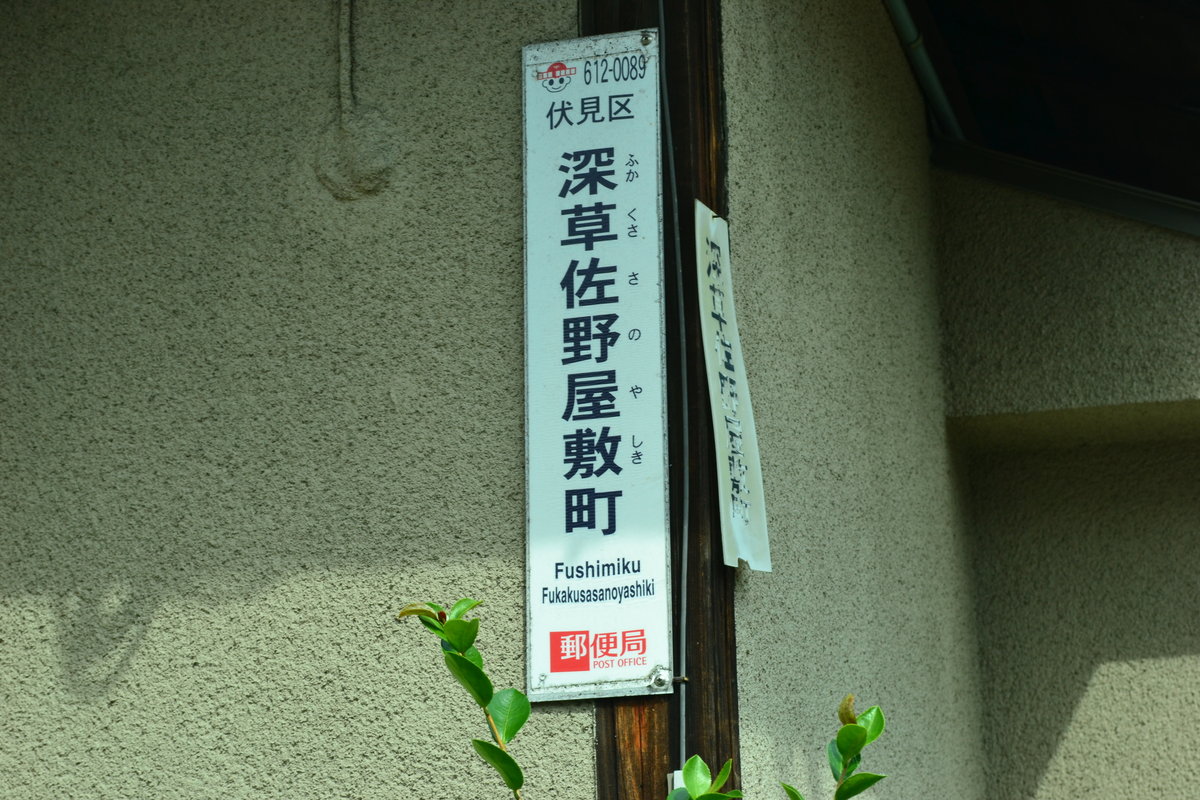 612-0089
伏見区
深草佐野屋敷町
ふかくささのやしき
Fushimiku
Fukakusasanoyashiki
郵便局
POST OFFICE